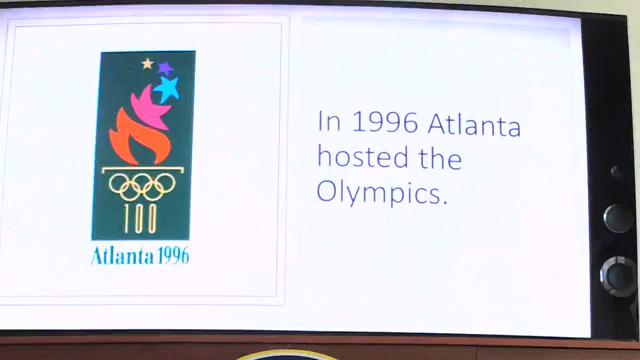 100
Atlanta 1996
In 1996 Atlanta
hosted the
Olympics.